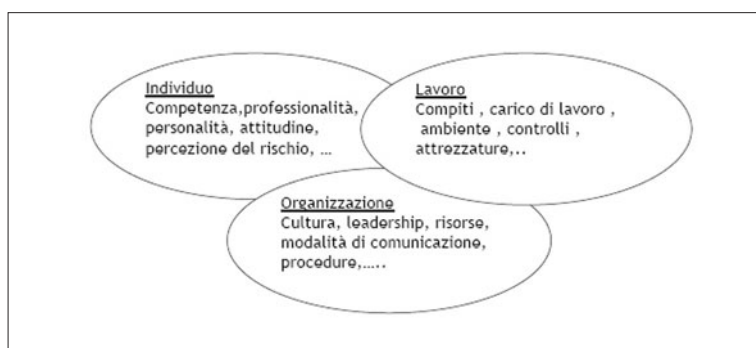 Individuo
Competenza,professionalità,
personalità, attitudine,
percezione del rischio, ...
Lavoro
Compiti , carico di lavoro ,
ambiente , controlli ,
attrezzature,..
Organizzazione
Cultura, leadership, risorse,
modalità di comunicazione,
procedure,.....